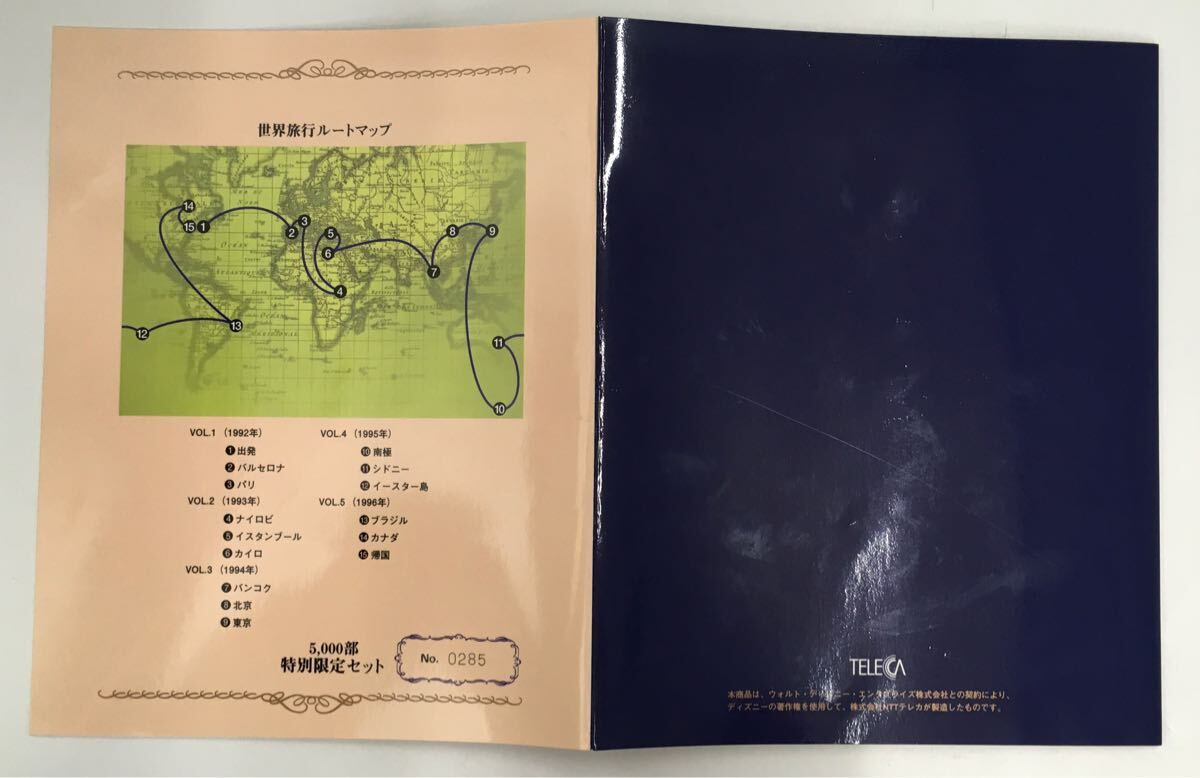 世界旅行ルートマップ
VOL.1 (1992年)
❶出発
❷バルセロナ
❸パリ
VOL.2 (1993年)
❹ナイロビ
❺イスタンブール
❻カイロ
VOL.3 (1994年)
❼バンコク
❽北京
❾東京
VOL.4 (1995年)
❿南極
⓫シドニー
⓬イースター島
VOL.5 (1996年)
⓭ブラジル
⓮カナダ
⓯帰国
5,000部
特別限定セット
No. 0285
TELECA
本商品は、ウォルト・ディズニー・エンタプライズ株式会社との契約により、
ディズニーの著作権を使用して、株式会社NTTテレカが製造したものです。